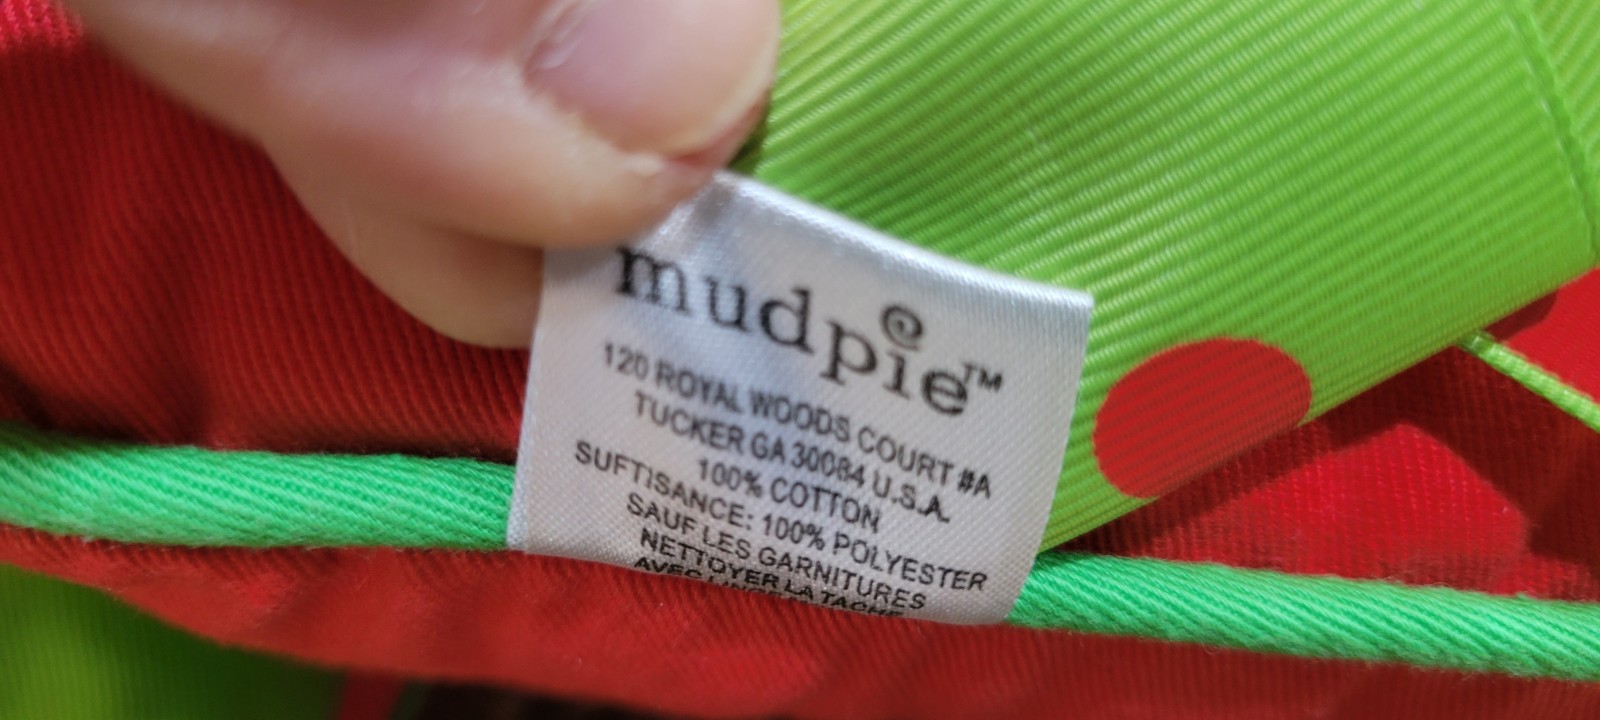 mudpie™
120 ROYAL WOODS COURT #A
TUCKER GA 30084 U.S.A.
100% COTTON
SUFTISANCE: 100% POLYESTER
SAUF LES GARNITURES
NETTOYER LA TACHE
AVEC